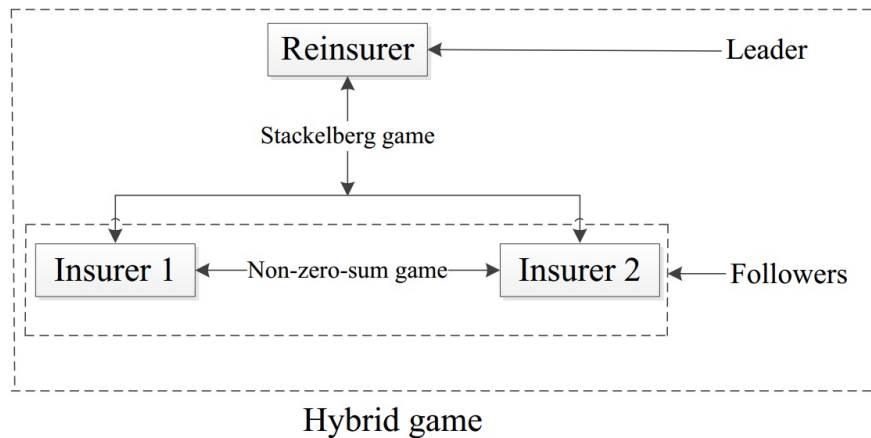 Reinsurer
Leader
Stackelberg game
Insurer 1
Non-zero-sum game
Insurer 2
Followers
Hybrid game